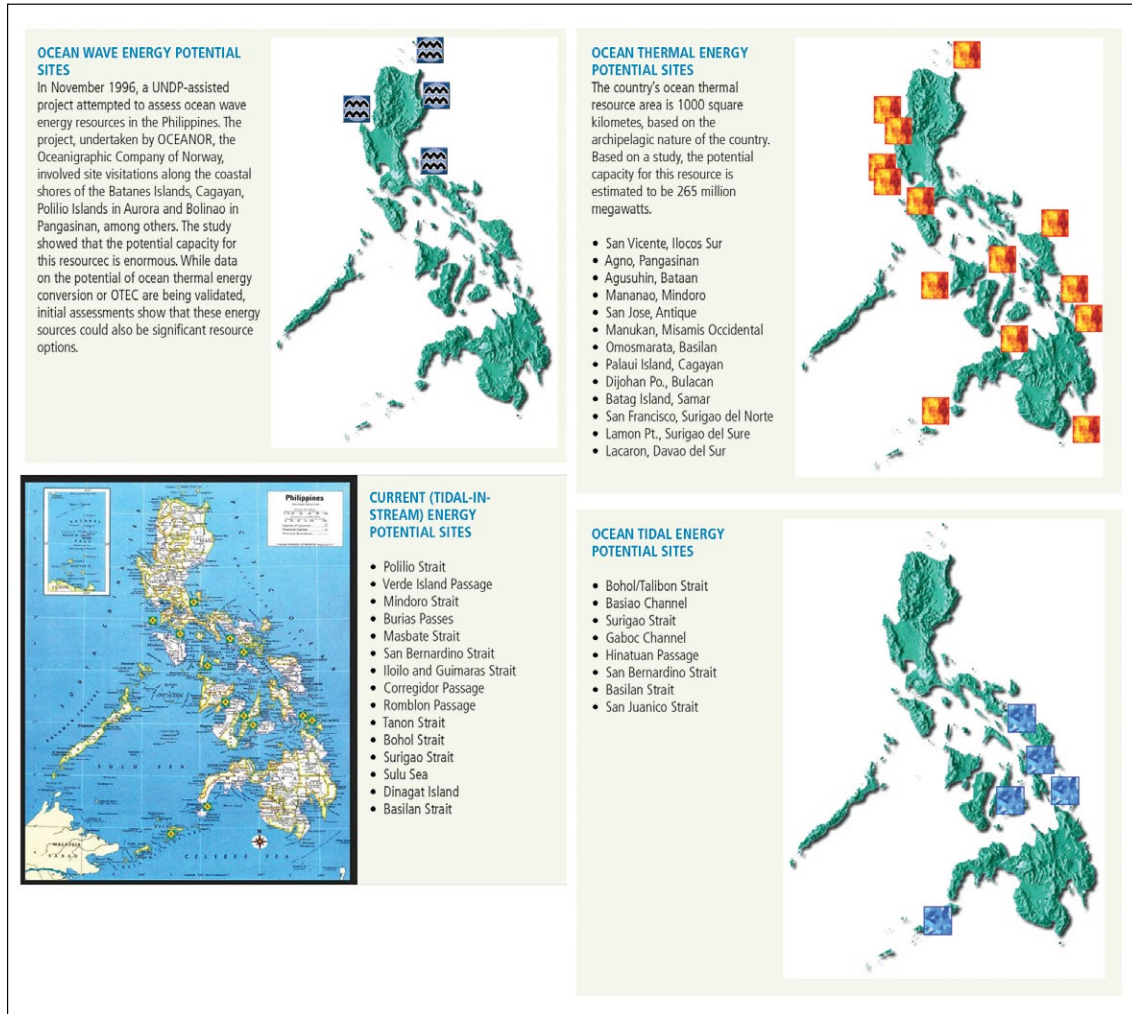 OCEAN WAVE ENERGY POTENTIAL
SITES
In November 1996, a UNDP-assisted
project attempted to assess ocean wave
energy resources in the Philippines. The
project, undertaken by OCEANOR, the
Oceanigraphic Company of Norway,
involved site visitations along the coastal
shores of the Batanes Islands, Cagayan,
Polilio Islands in Aurora and Bolinao in
Pangasinan, among others. The study
showed that the potential capacity for
this resourcec is enormous. While data
on the potential of ocean thermal energy
conversion or OTEC are being validated,
initial assessments show that these energy
sources could also be significant resource
options.
OCEAN THERMAL ENERGY
POTENTIAL SITES
The country's ocean thermal
resource area is 1000 square
kilometes, based on the
archipelagic nature of the country.
Based on a study, the potential
capacity for this resource is
estimated to be 265 million
megawatts.
• San Vicente, Ilocos Sur
• Agno, Pangasinan
• Agusuhin, Bataan
• Mananao, Mindoro
• San Jose, Antique
• Manukan, Misamis Occidental
• Omosmarata, Basilan
• Palaui Island, Cagayan
• Dijohan Po., Bulacan
• Batag Island, Samar
• San Francisco, Surigao del Norte
• Lamon Pt., Surigao del Sure
• Lacaron, Davao del Sur
Philippines
SULU SEA
MALAYSIA
SABAH
CELEBES SEA
CURRENT (TIDAL-IN-
STREAM) ENERGY
POTENTIAL SITES
• Polilio Strait
• Verde Island Passage
• Mindoro Strait
• Burias Passes
• Masbate Strait
• San Bernardino Strait
• Iloilo and Guimaras Strait
• Corregidor Passage
• Romblon Passage
• Tanon Strait
• Bohol Strait
• Surigao Strait
• Sulu Sea
• Dinagat Island
• Basilan Strait
OCEAN TIDAL ENERGY
POTENTIAL SITES
• Bohol/Talibon Strait
• Basiao Channel
• Surigao Strait
• Gaboc Channel
• Hinatuan Passage
• San Bernardino Strait
• Basilan Strait
• San Juanico Strait